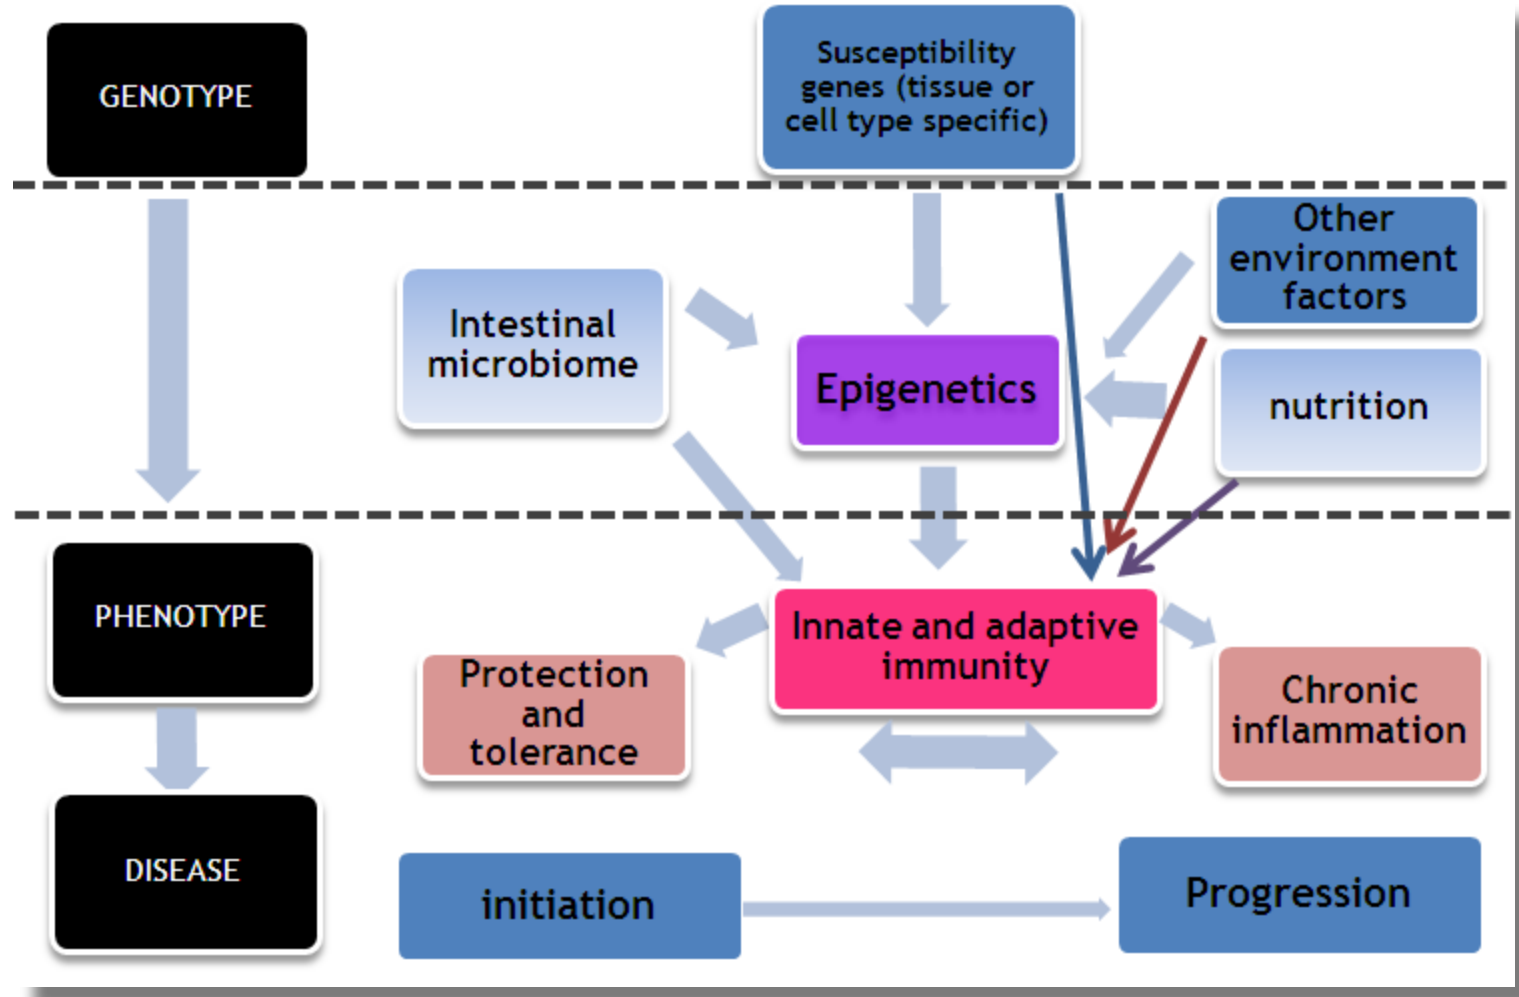 GENOTYPE
Susceptibility
genes (tissue or
cell type specific)
Other
environment
factors
Intestinal
microbiome
Epigenetics
nutrition
PHENOTYPE
Innate and adaptive
immunity
Protection
and
tolerance
Chronic
inflammation
DISEASE
initiation
Progression